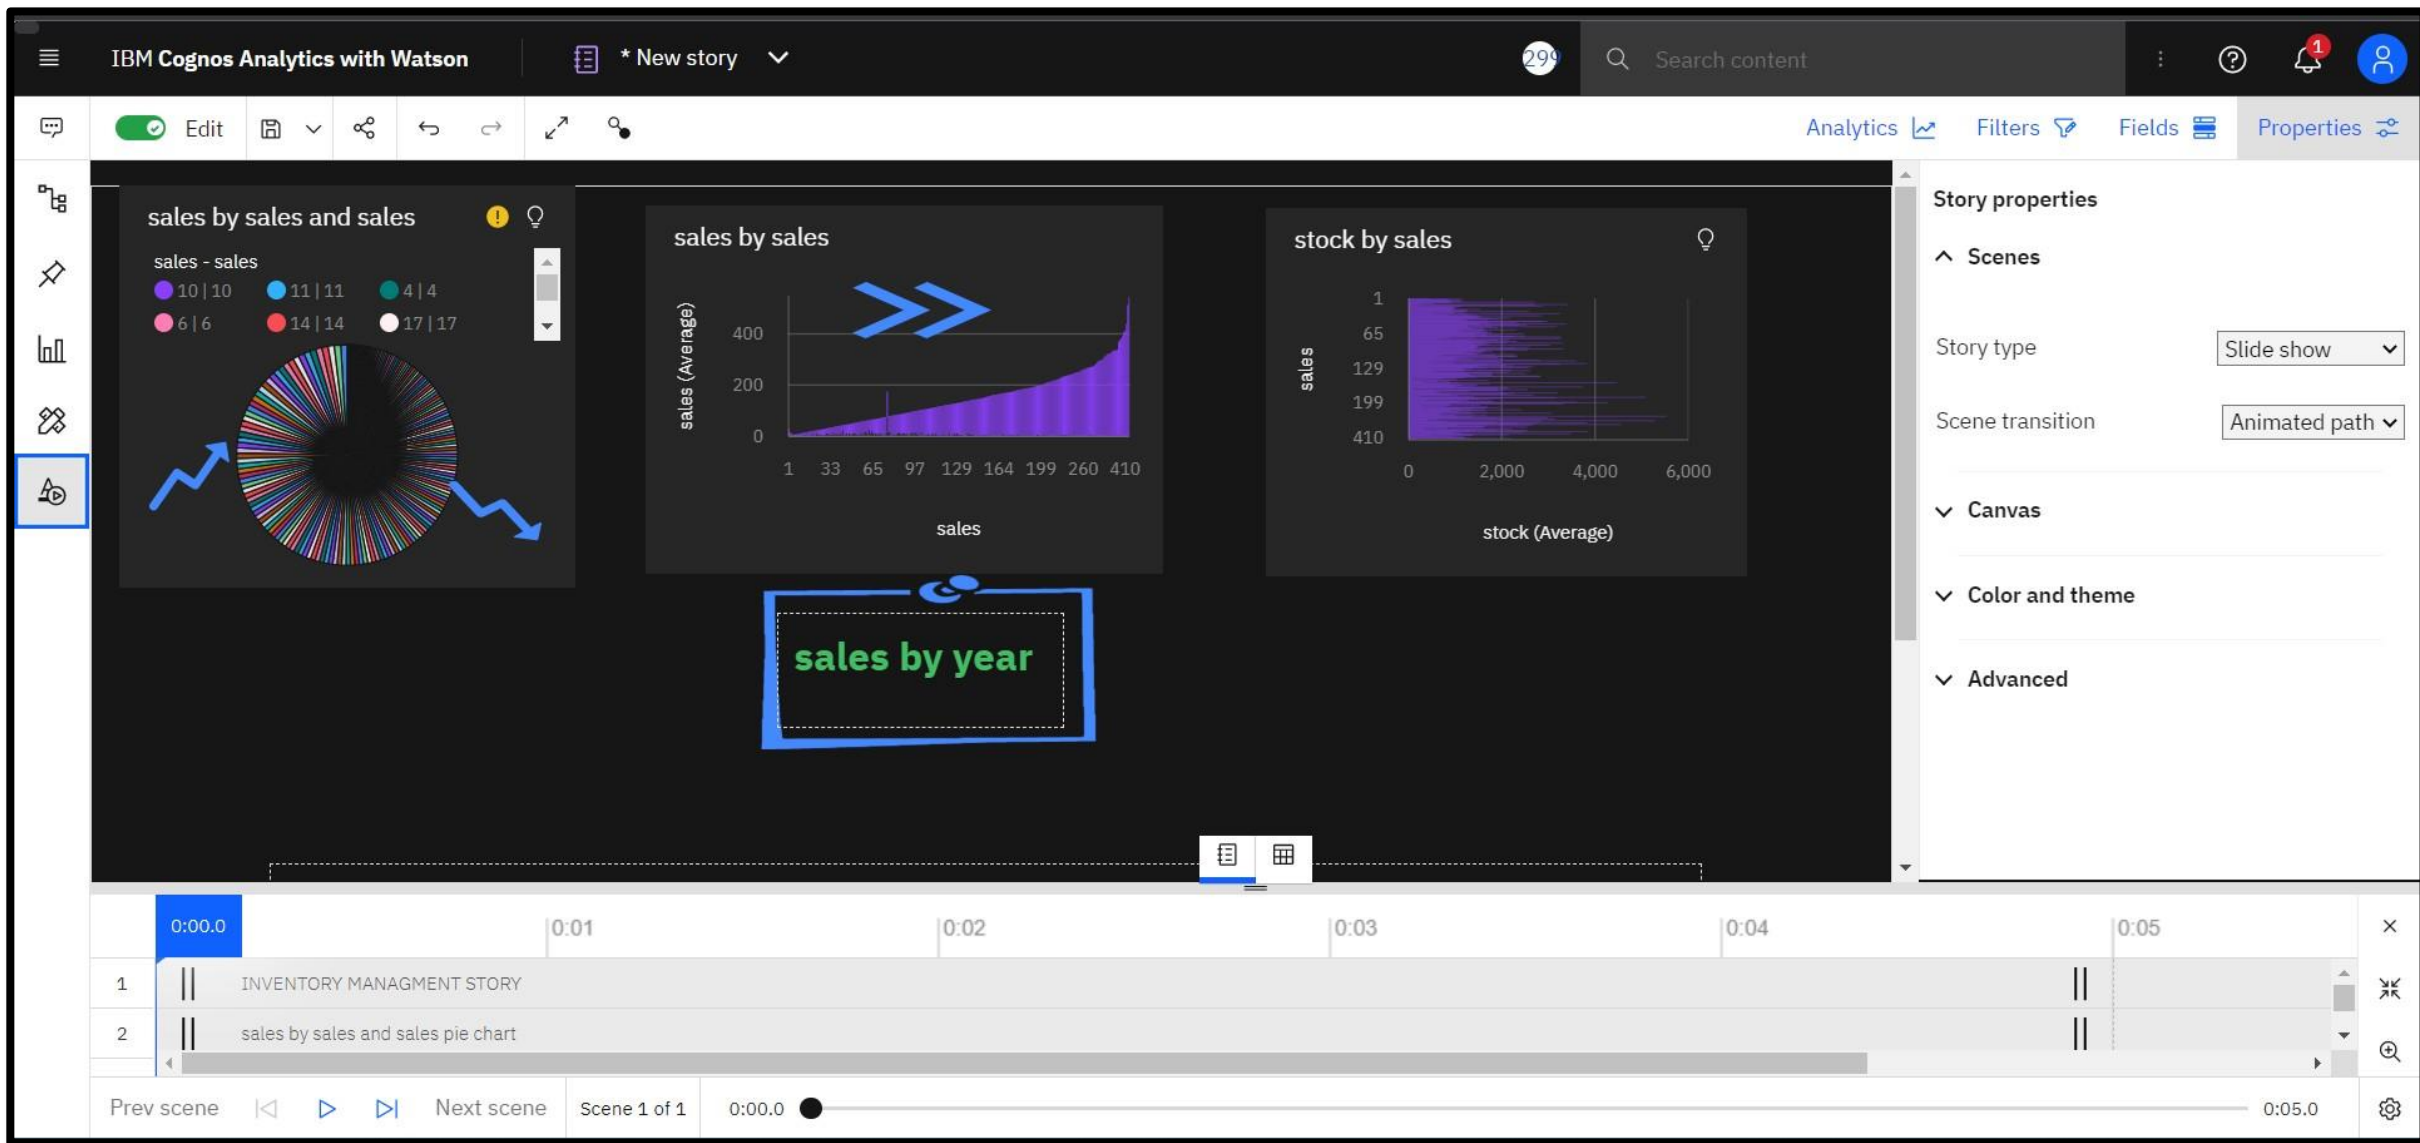 IBM Cognos Analytics with Watson
* New story
299
Search content
1
Edit
Analytics
Filters
Fields
Properties
sales by sales and sales
sales - sales
10 | 10
11 | 11
4 | 4
6 | 6
14 | 14
17 | 17
sales by sales
sales (Average)
400
200
0
1 33 65 97 129 164 199 260 410
sales
stock by sales
sales
1
65
129
199
410
0 2,000 4,000 6,000
stock (Average)
sales by year
Story properties
Scenes
Story type
Slide show
Scene transition
Animated path
Canvas
Color and theme
Advanced
0:00.0
0:01
0:02
0:03
0:04
0:05
1 INVENTORY MANAGMENT STORY
2 sales by sales and sales pie chart
Prev scene
Next scene
Scene 1 of 1
0:00.0
0:05.0